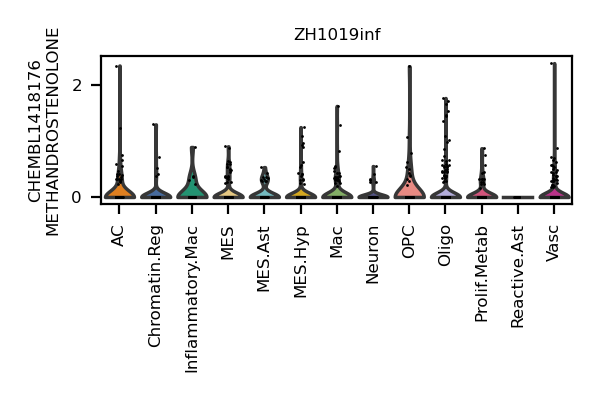 ZH1019inf
CHEMBL1418176
METHANDROSTENOLONE
2
0
AC
Chromatin.Reg
Inflammatory.Mac
MES
MES.Ast
MES.Hyp
Mac
Neuron
OPC
Oligo
Prolif.Metab
Reactive.Ast
Vasc